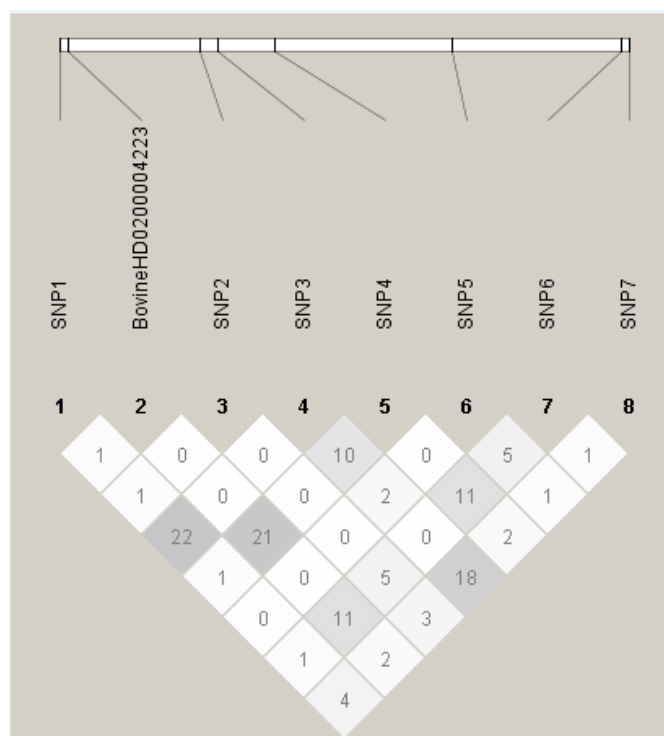 SNP1 BovineHD0200004223 SNP2 SNP3 SNP4 SNP5 SNP6 SNP7
1 2 3 4 5 6 7 8
1 0 0 10 0 5 1
1 0 0 2 11 1
22 21 0 0 2
1 0 5 18
0 11 3
1 2
4